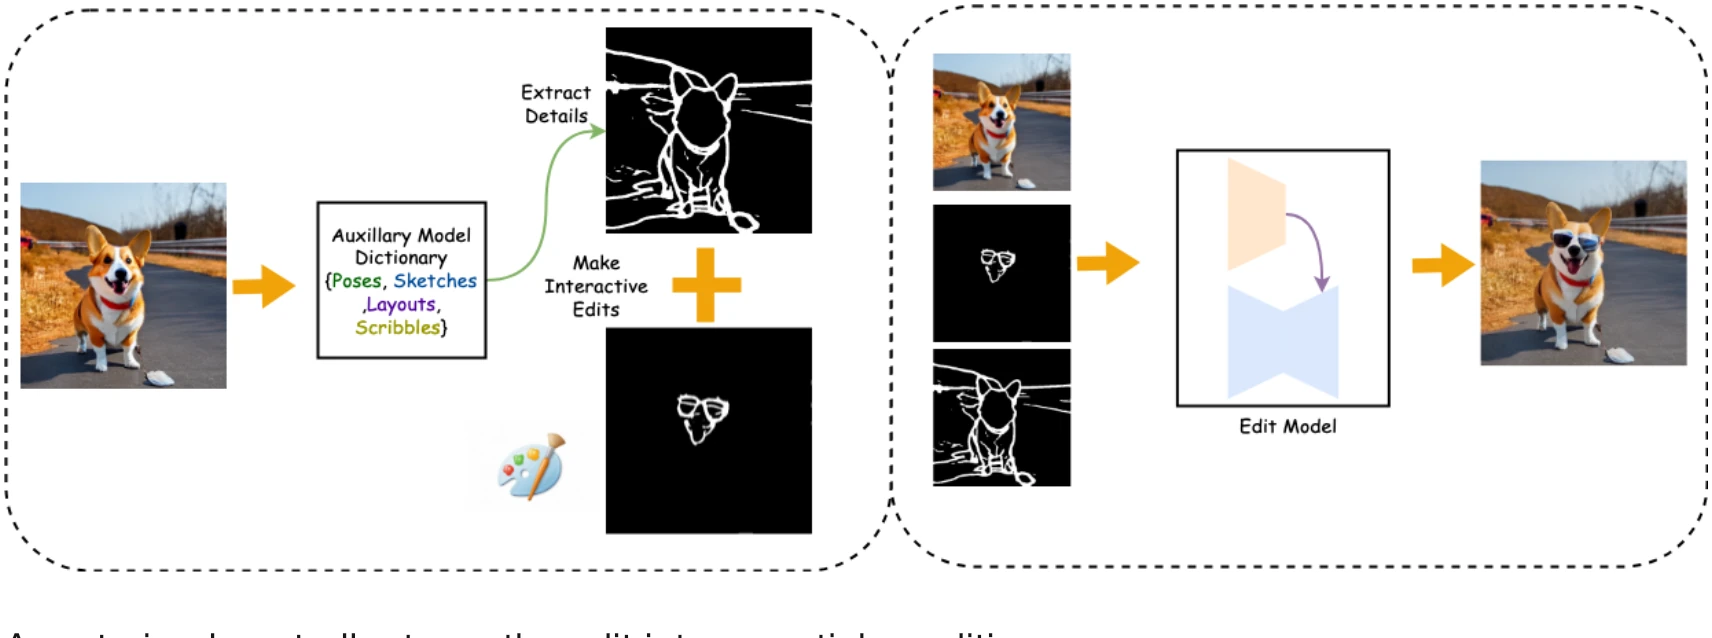 Extract
Details
Auxillary Model
Dictionary
{Poses, Sketches
,Layouts,
Scribbles}
Make
Interactive
Edits
Edit Model